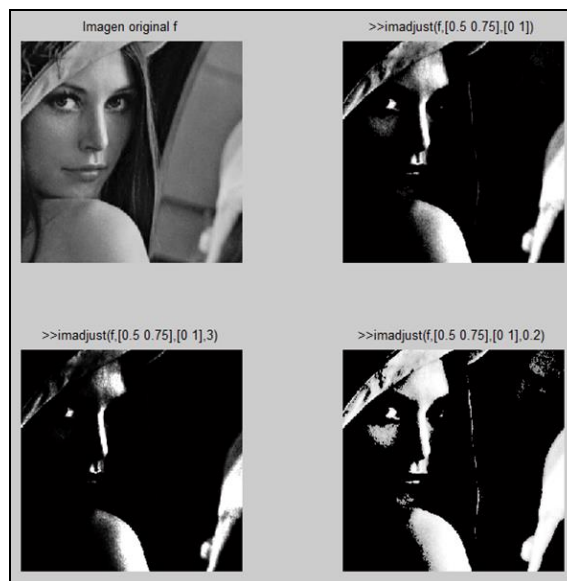 Imagen original f
>>imadjust(f,[0.5 0.75],[0 1])
>>imadjust(f,[0.5 0.75],[0 1],3)
>>imadjust(f,[0.5 0.75],[0 1],0.2)